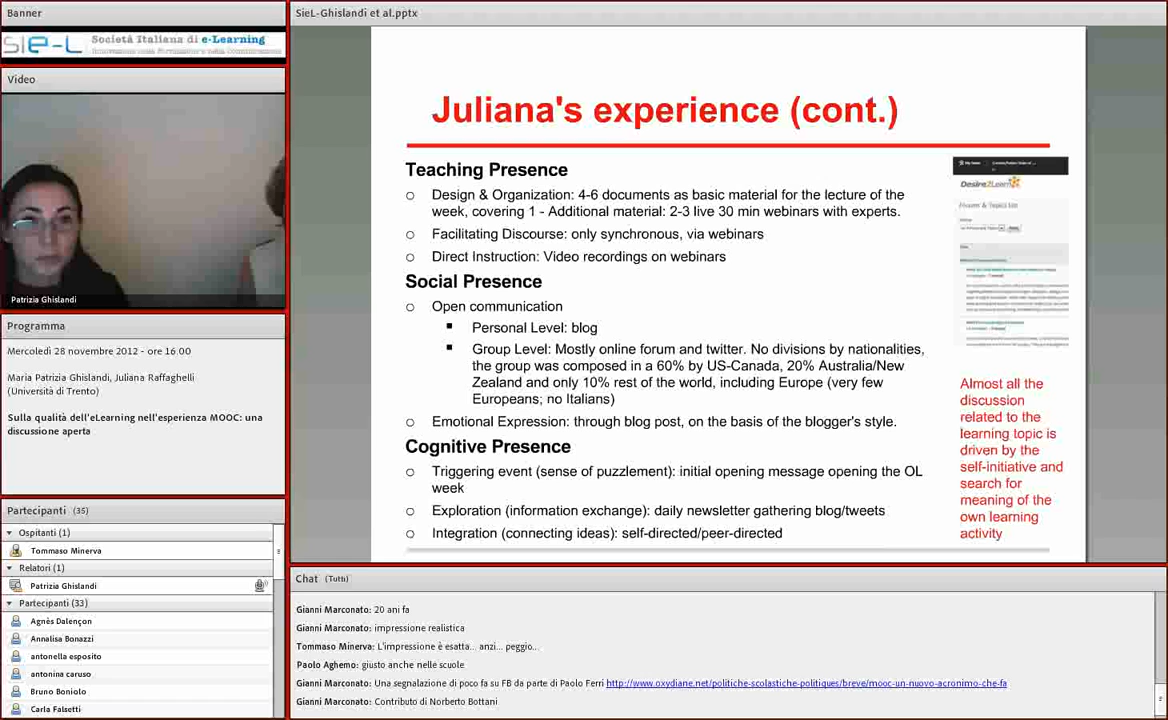 Banner
sie-L Società Italiana di e-Learning
Video
Patrizia Ghislandi
Programma
Mercoledì 28 novembre 2012 - ore 16:00
Maria Patrizia Ghislandi, Juliana Raffaghelli
(Università di Trento)
Sulla qualità dell'eLearning nell'esperienza MOOC: una
discussione aperta
Partecipanti (35)
Ospitanti (1)
Tommaso Minerva
Relatori (1)
Patrizia Ghislandi
Partecipanti (33)
Agnès Dalençon
Annalisa Bonazzi
antonella esposito
antonina caruso
Bruno Boniolo
Carla Falsetti
SieL-Ghislandi et al.pptx
Juliana's experience (cont.)
Teaching Presence
Design & Organization: 4-6 documents as basic material for the lecture of the
week, covering 1 - Additional material: 2-3 live 30 min webinars with experts.
Facilitating Discourse: only synchronous, via webinars
Direct Instruction: Video recordings on webinars
Social Presence
Open communication
Personal Level: blog
Group Level: Mostly online forum and twitter. No divisions by nationalities,
the group was composed in a 60% by US-Canada, 20% Australia/New
Zealand and only 10% rest of the world, including Europe (very few
Europeans; no Italians)
Emotional Expression: through blog post, on the basis of the blogger's style.
Cognitive Presence
Triggering event (sense of puzzlement): initial opening message opening the OL
week
Exploration (information exchange): daily newsletter gathering blog/tweets
Integration (connecting ideas): self-directed/peer-directed
Desire2Learn
Almost all the
discussion
related to the
learning topic is
driven by the
self-initiative and
search for
meaning of the
own learning
activity
Chat (Tutti)
Gianni Marconato: 20 ani fa
Gianni Marconato: impressione realistica
Tommaso Minerva: L'impressione è esatta... anzi... peggio...
Paolo Aghemo: giusto anche nelle scuole
Gianni Marconato: Una segnalazione di poco fa su FB da parte di Paolo Ferri http://www.oxydiane.net/politiche-scolastiche-politiques/breve/mooc-un-nuovo-acronimo-che-fa
Gianni Marconato: Contributo di Norberto Bottani